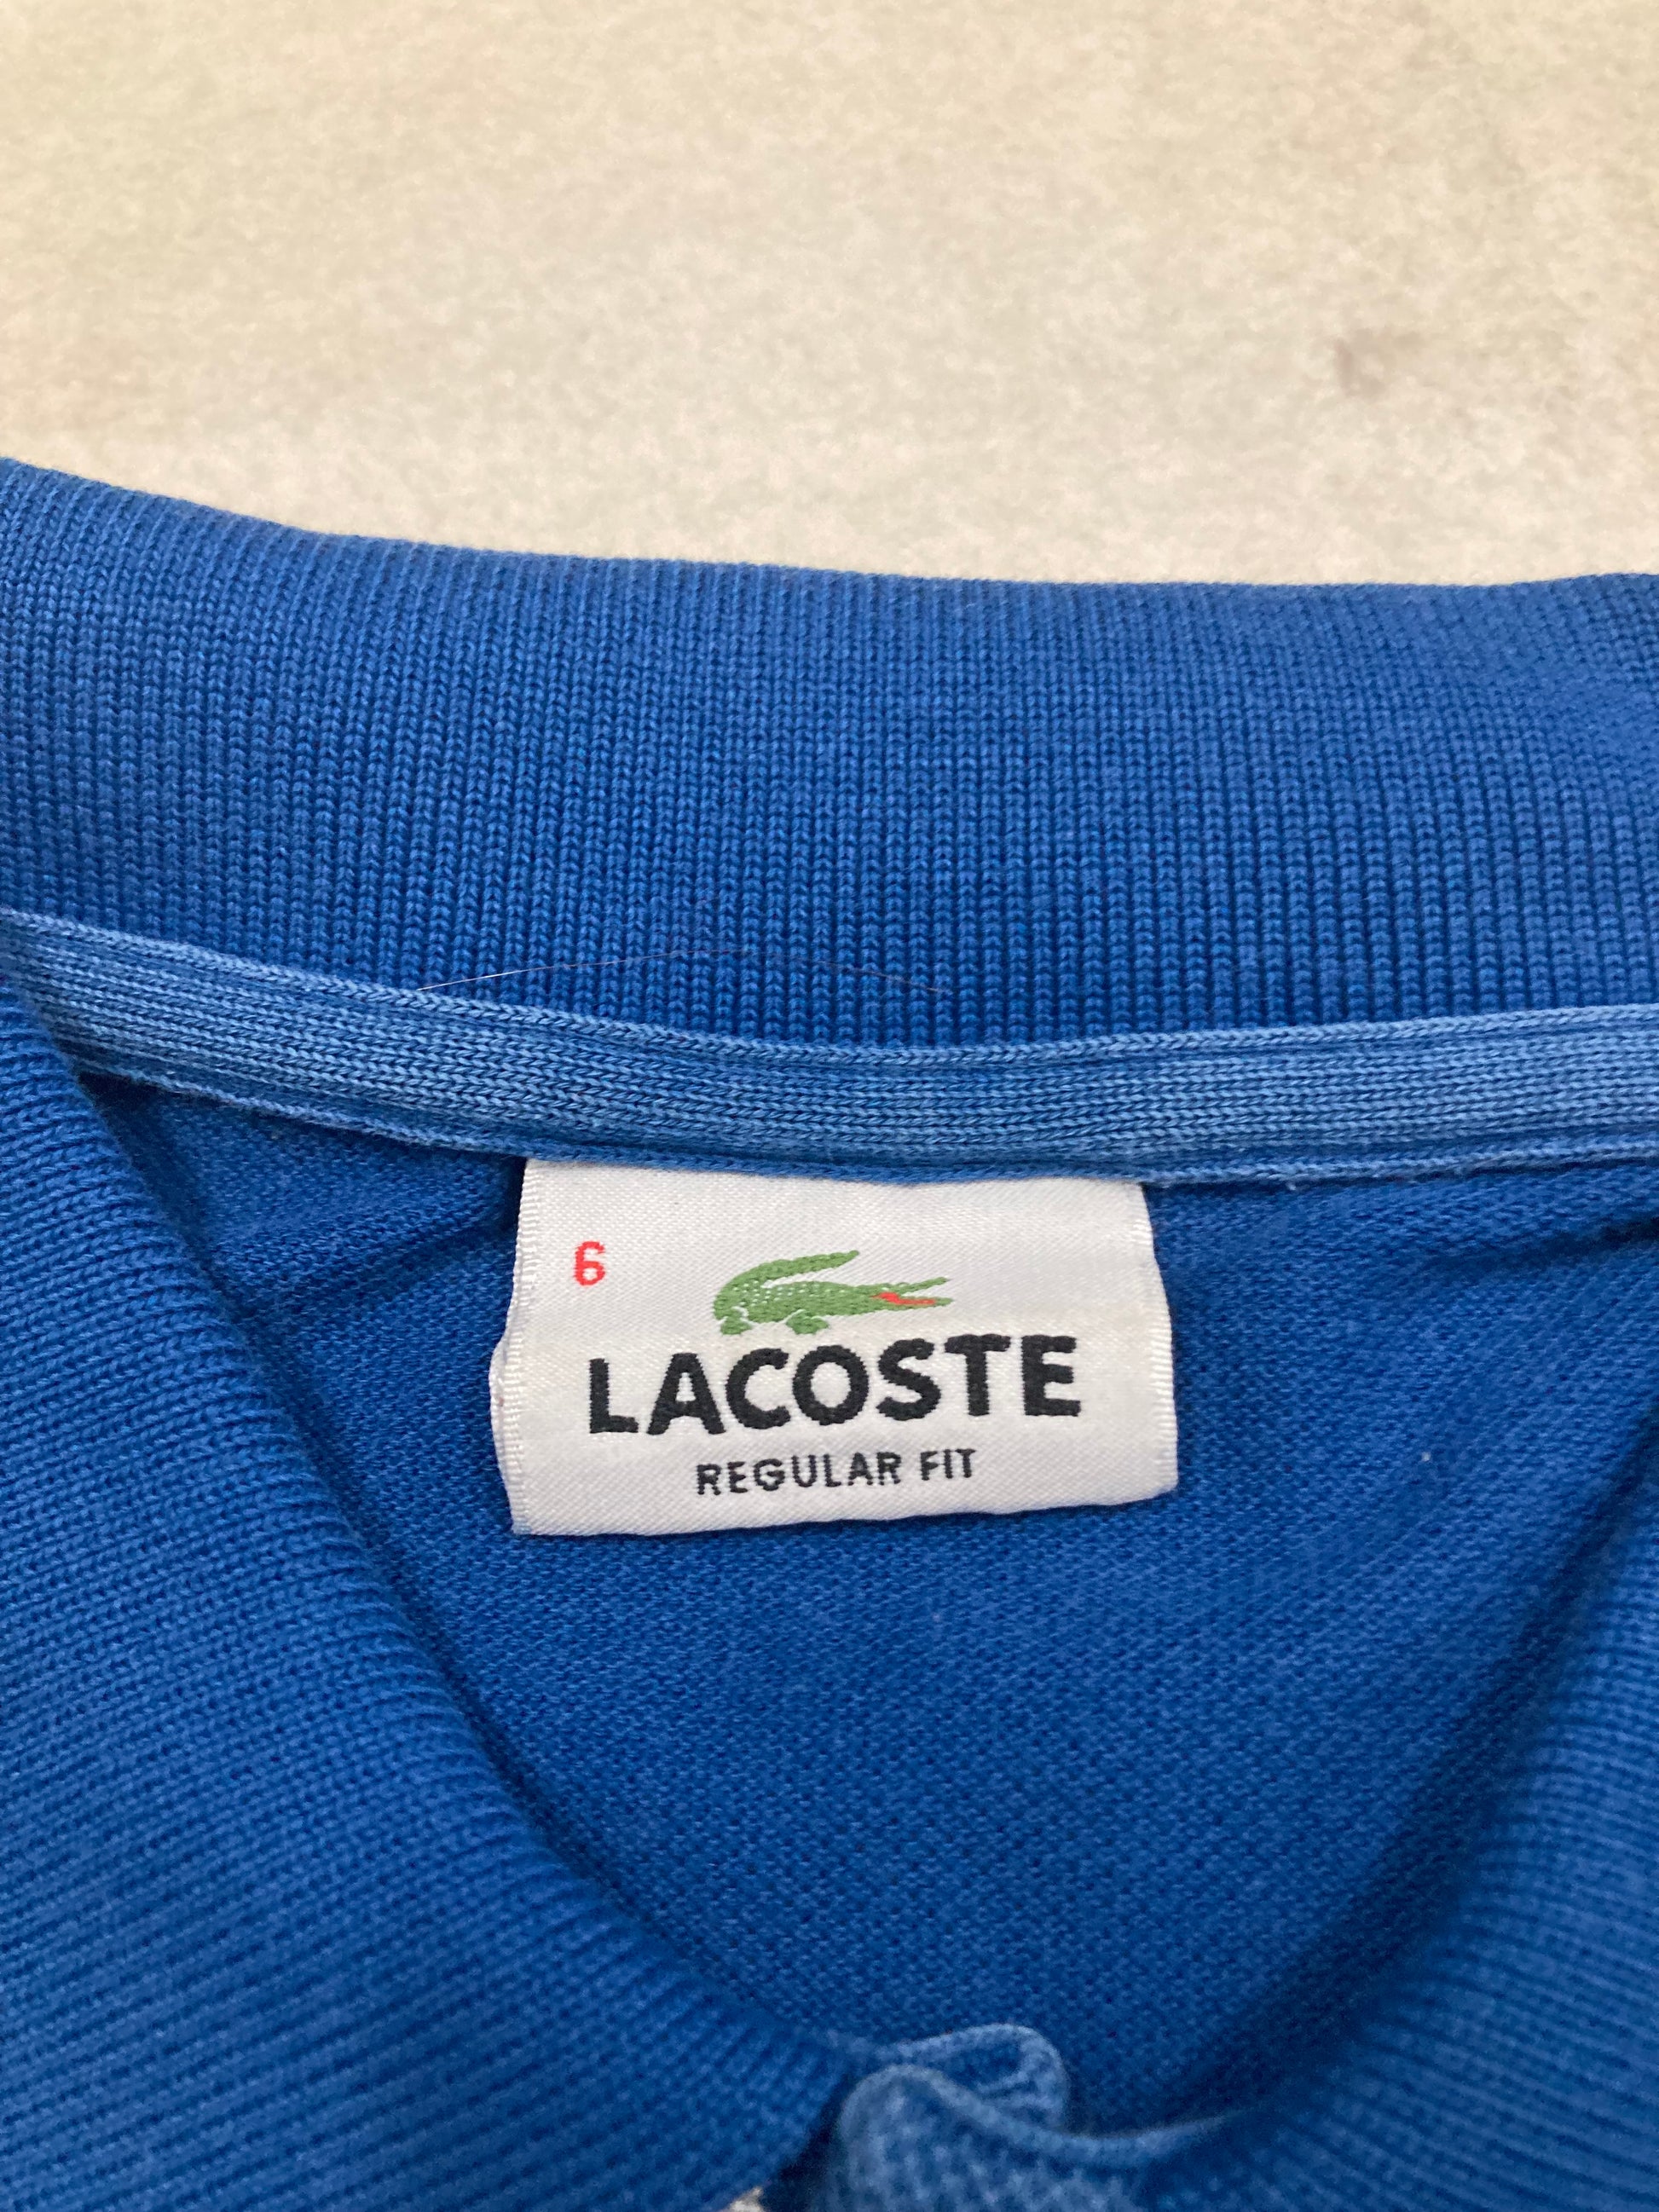 6
LACOSTE
REGULAR FIT